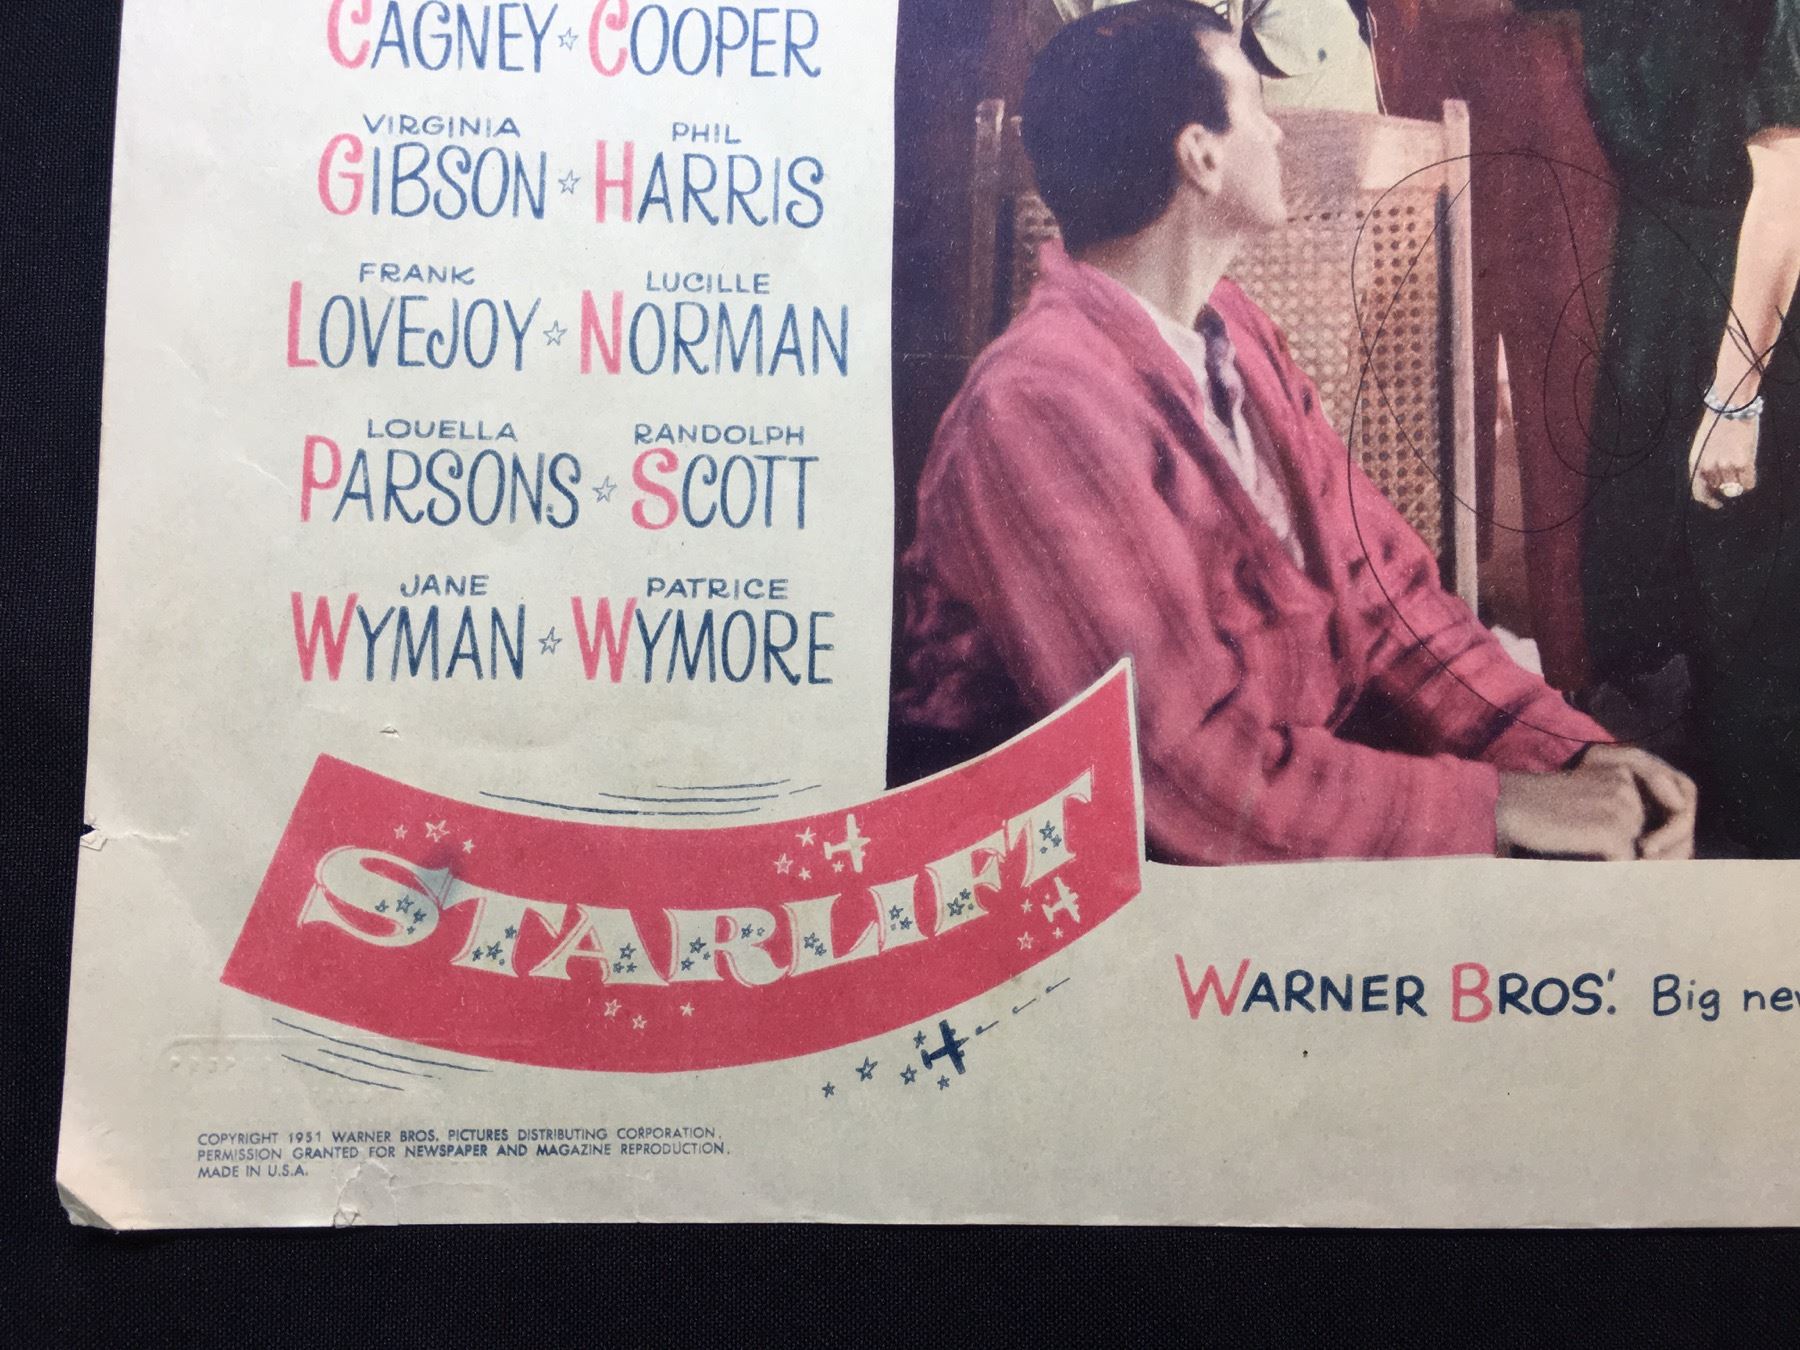 CAGNEY ☆ COOPER
VIRGINIA PHIL
GIBSON ☆ HARRIS
FRANK LUCILLE
LOVEJOY ☆ NORMAN
LOUELLA RANDOLPH
PARSONS ☆ SCOTT
JANE PATRICE
WYMAN ☆ WYMORE
STARLIFT
WARNER BROS.' Big new
COPYRIGHT 1951 WARNER BROS. PICTURES DISTRIBUTING CORPORATION.
PERMISSION GRANTED FOR NEWSPAPER AND MAGAZINE REPRODUCTION.
MADE IN U.S.A.